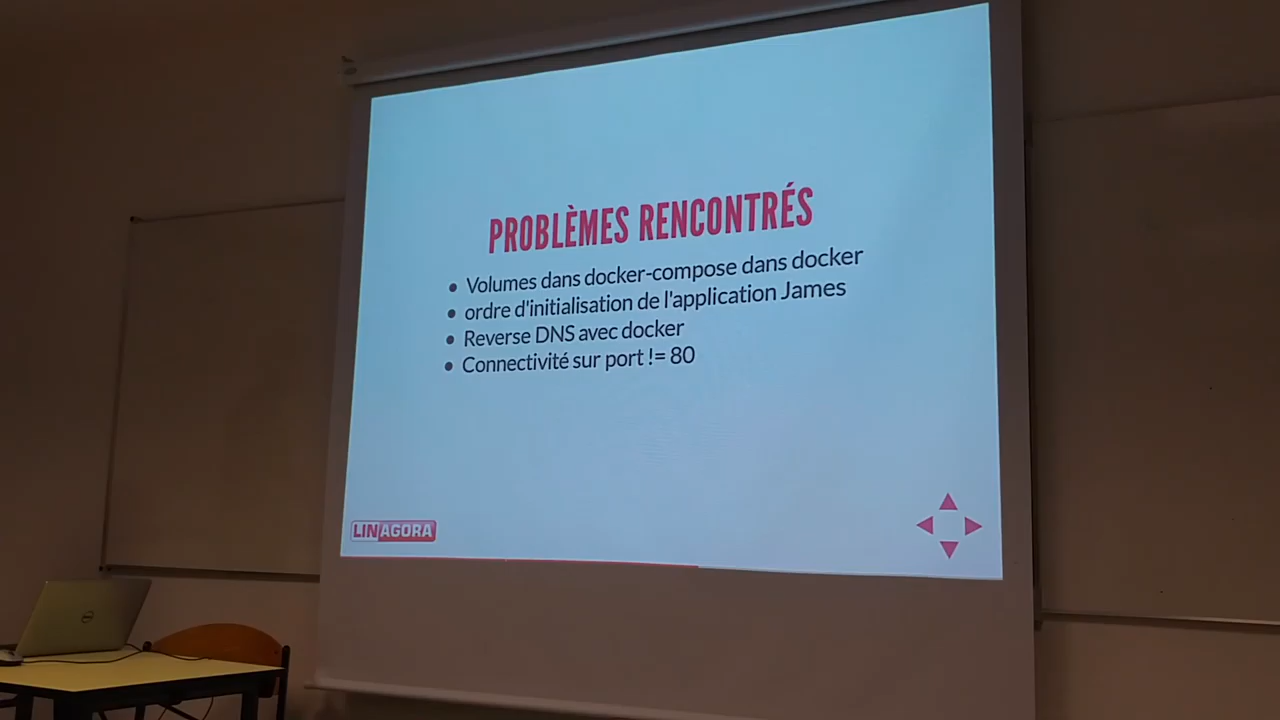 PROBLÈMES RENCONTRÉS
Volumes dans docker-compose dans docker
ordre d'initialisation de l'application James
Reverse DNS avec docker
Connectivité sur port != 80
LINAGORA
DELL